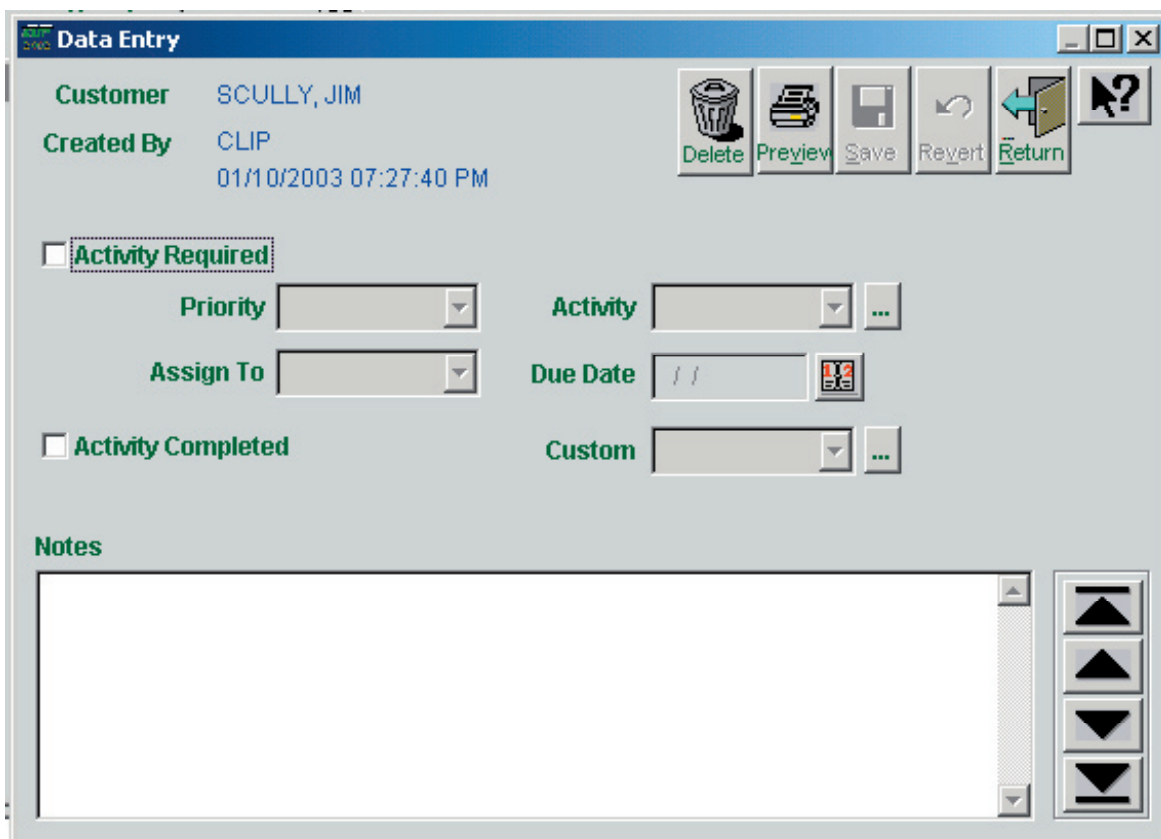 Data Entry
Customer SCULLY, JIM
Created By CLIP
01/10/2003 07:27:40 PM
Delete Preview Save Revert Return ?
Activity Required
Priority Activity ...
Assign To Due Date / / 12
Activity Completed Custom ...
Notes